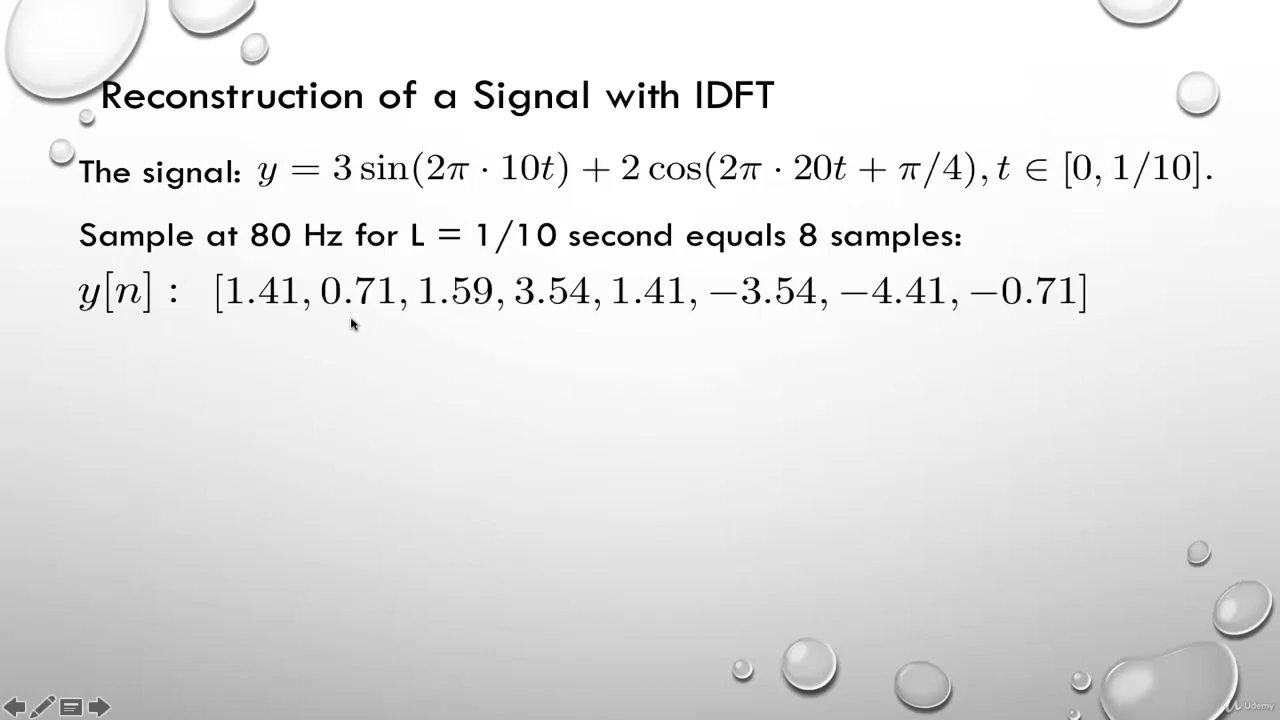 Reconstruction of a Signal with IDFT
The signal: y = 3 sin(2π · 10t) + 2 cos(2π · 20t + π/4), t ∈ [0, 1/10].
Sample at 80 Hz for L = 1/10 second equals 8 samples:
y[n] : [1.41, 0.71, 1.59, 3.54, 1.41, −3.54, −4.41, −0.71]
Udemy